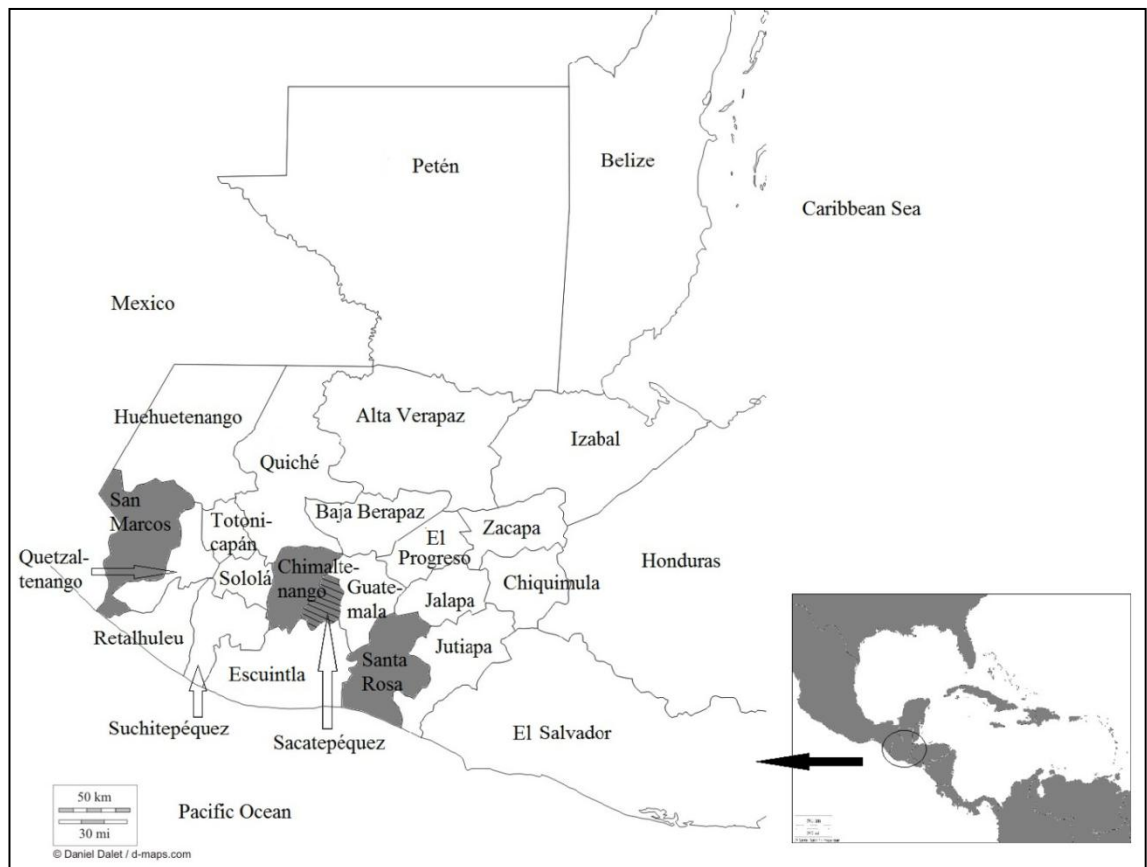 Petén
Belize
Caribbean Sea
Mexico
Huehuetenango
Alta Verapaz
Izabal
Quiché
San
Marcos
Totoni-
capán
Baja Berapaz
El
Progreso
Zacapa
Quetzal-
tenango
Sololá
Chimalte-
nango
Guate-
mala
Jalapa
Chiquimula
Honduras
Retalhuleu
Escuintla
Santa
Rosa
Jutiapa
Suchitepéquez
Sacatepéquez
El Salvador
Pacific Ocean
50 km
30 mi
© Daniel Dalet / d-maps.com